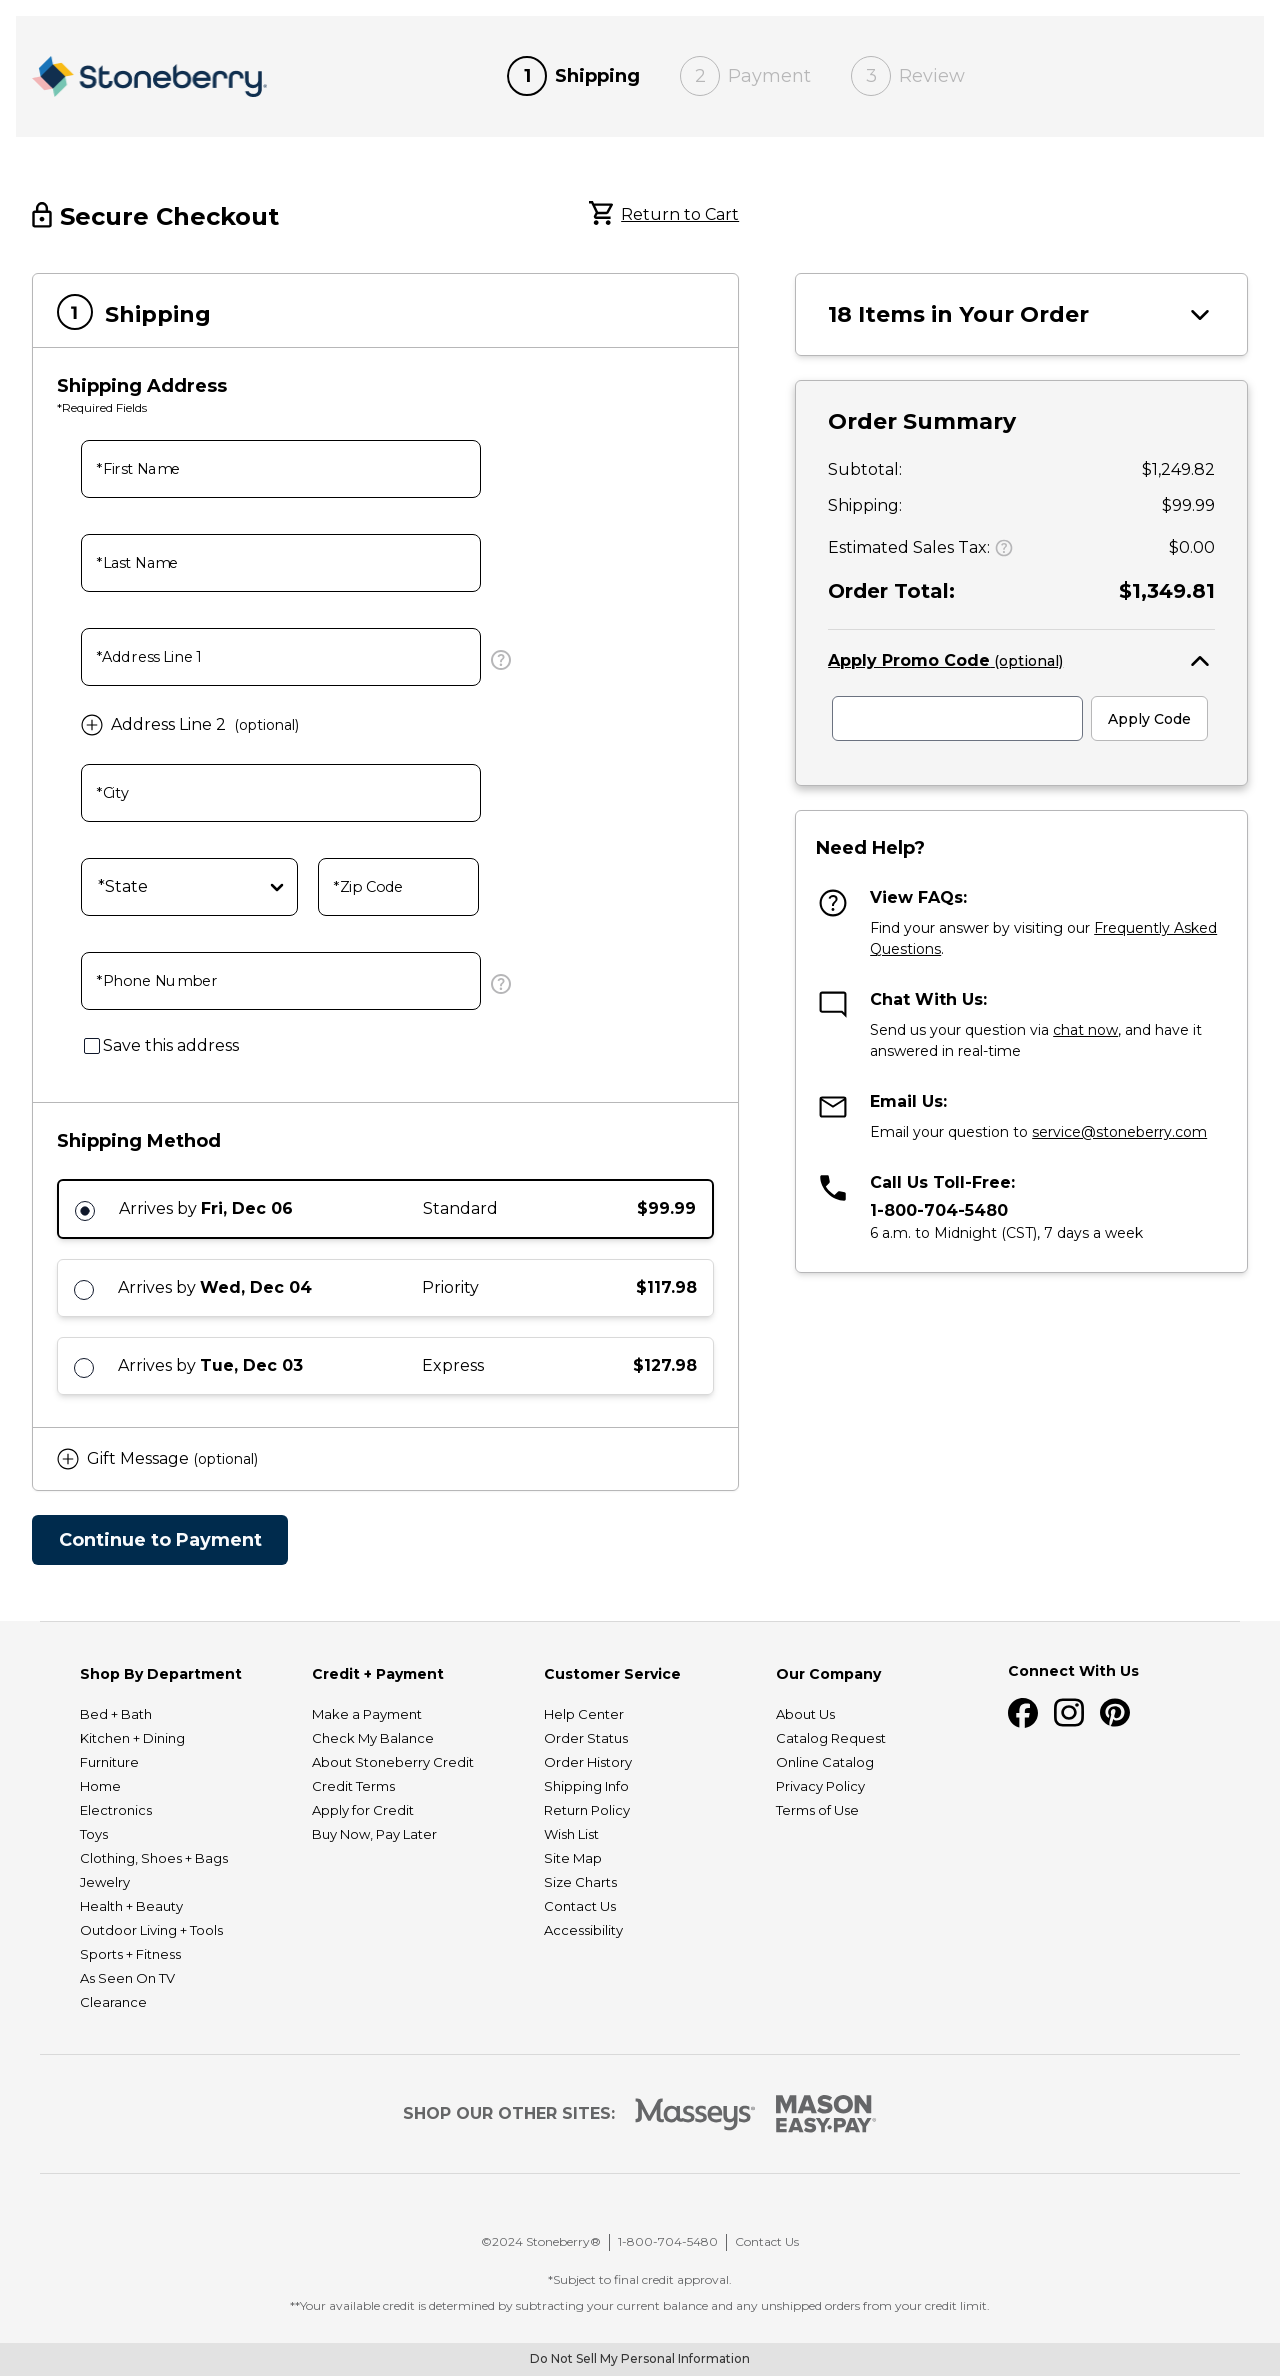 Stoneberry
1 Shipping 2 Payment 3 Review
Secure Checkout
Return to Cart
1 Shipping
Shipping Address
*Required Fields
*First Name
*Last Name
*Address Line 1
Address Line 2 (optional)
*City
*State
*Zip Code
*Phone Number
Save this address
Shipping Method
Arrives by Fri, Dec 06 Standard $99.99
Arrives by Wed, Dec 04 Priority $117.98
Arrives by Tue, Dec 03 Express $127.98
Gift Message (optional)
Continue to Payment
18 Items in Your Order
Order Summary
Subtotal: $1,249.82
Shipping: $99.99
Estimated Sales Tax: $0.00
Order Total: $1,349.81
Apply Promo Code (optional)
Apply Code
Need Help?
View FAQs:
Find your answer by visiting our Frequently Asked
Questions.
Chat With Us:
Send us your question via chat now, and have it
answered in real-time
Email Us:
Email your question to service@stoneberry.com
Call Us Toll-Free:
1-800-704-5480
6 a.m. to Midnight (CST), 7 days a week
Shop By Department
Bed + Bath
Kitchen + Dining
Furniture
Home
Electronics
Toys
Clothing, Shoes + Bags
Jewelry
Health + Beauty
Outdoor Living + Tools
Sports + Fitness
As Seen On TV
Clearance
Credit + Payment
Make a Payment
Check My Balance
About Stoneberry Credit
Credit Terms
Apply for Credit
Buy Now, Pay Later
Customer Service
Help Center
Order Status
Order History
Shipping Info
Return Policy
Wish List
Site Map
Size Charts
Contact Us
Accessibility
Our Company
About Us
Catalog Request
Online Catalog
Privacy Policy
Terms of Use
Connect With Us
SHOP OUR OTHER SITES:
Masseys®
MASON
EASY•PAY®
©2024 Stoneberry® | 1-800-704-5480 | Contact Us
*Subject to final credit approval.
**Your available credit is determined by subtracting your current balance and any unshipped orders from your credit limit.
Do Not Sell My Personal Information